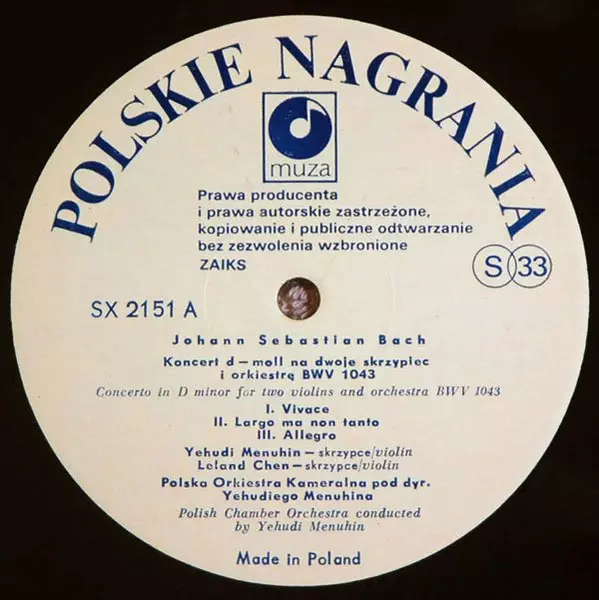 POLSKIE NAGRANIA
muza
Prawa producenta
i prawa autorskie zastrzeżone,
kopiowanie i publiczne odtwarzanie
bez zezwolenia wzbronione
ZAIKS
S 33
SX 2151 A
Johann Sebastian Bach
Koncert d-moll na dwoje skrzypiec
i orkiestrę BWV 1043
Concerto in D minor for two violins and orchestra BWV 1043
I. Vivace
II. Largo ma non tanto
III. Allegro
Yehudi Menuhin – skrzypce/violin
Leland Chen – skrzypce/violin
Polska Orkiestra Kameralna pod dyr.
Yehudiego Menuhina
Polish Chamber Orchestra conducted
by Yehudi Menuhin
Made in Poland